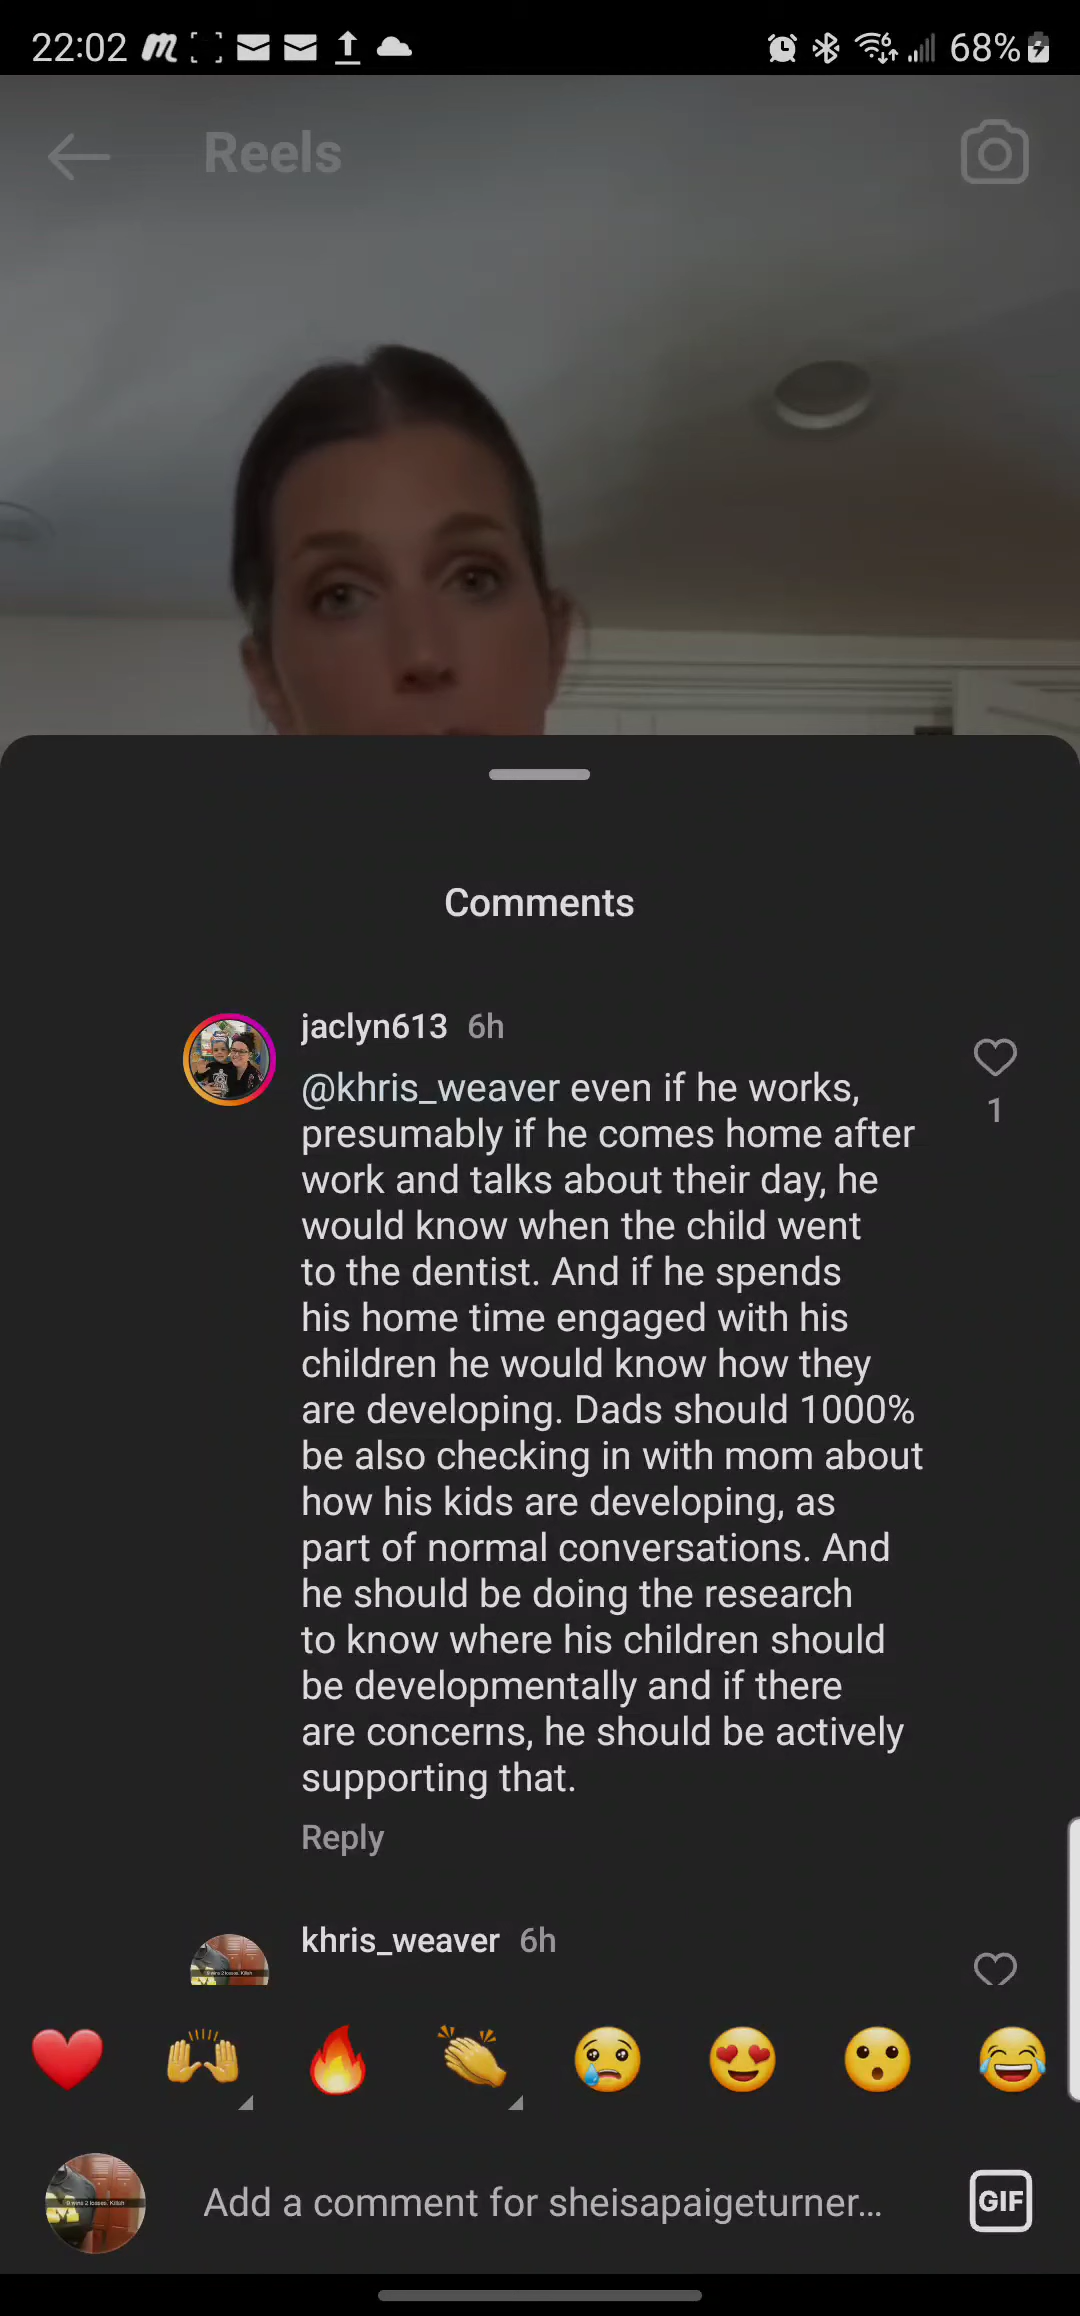 22:02
68%
Reels
Comments
jaclyn613 6h
@khris_weaver even if he works,
presumably if he comes home after
work and talks about their day, he
would know when the child went
to the dentist. And if he spends
his home time engaged with his
children he would know how they
are developing. Dads should 1000%
be also checking in with mom about
how his kids are developing, as
part of normal conversations. And
he should be doing the research
to know where his children should
be developmentally and if there
are concerns, he should be actively
supporting that.
1
Reply
khris_weaver 6h
Add a comment for sheisapaigeturner...
GIF